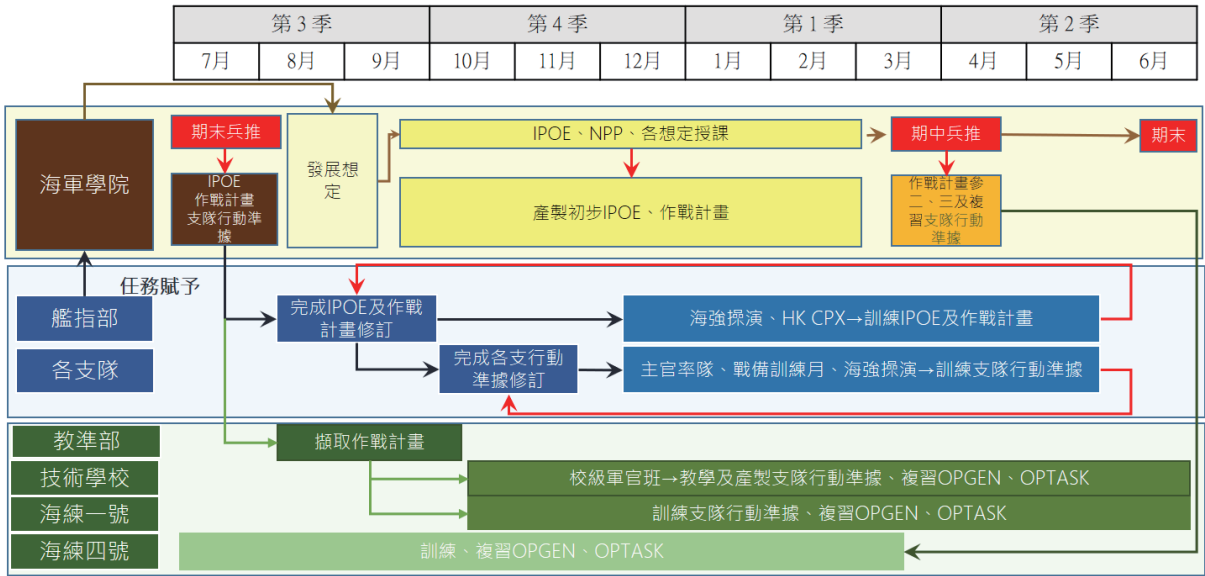 第 3 季
第 4 季
第 1 季
第 2 季
7月
8月
9月
10月
11月
12月
1月
2月
3月
4月
5月
6月
海軍學院
期末兵推
IPOE
作戰計畫
支隊行動準
據
發展想
定
IPOE、NPP、各想定授課
產製初步IPOE、作戰計畫
期中兵推
作戰計畫參
二、三及複
習支隊行動
準據
期末
任務賦予
艦指部
各支隊
完成IPOE及作戰
計畫修訂
海強操演、HK CPX→訓練IPOE及作戰計畫
完成各支行動
準據修訂
主官率隊、戰備訓練月、海強操演→訓練支隊行動準據
教準部
擷取作戰計畫
技術學校
校級軍官班→教學及產製支隊行動準據、複習OPGEN、OPTASK
海練一號
訓練支隊行動準據、複習OPGEN、OPTASK
海練四號
訓練、複習OPGEN、OPTASK